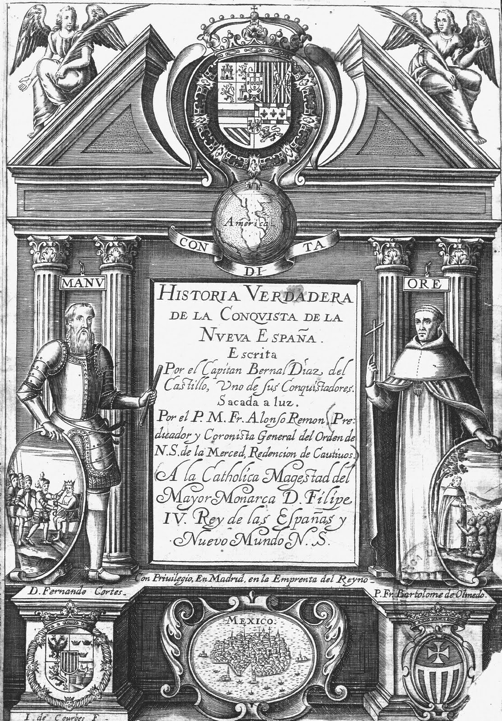 America
CON DI TA
MANV
ORE
HISTORIA VERDADERA
DE LA CONQVISTA DE LA
NVEVA ESPAÑA.
Escrita
Por el Capitan Bernal Diaz, del
Castillo, Vno de sus Conquistadores.
Sacada a luz.
Por el P. M. Fr. Alonso Remon, Pre-
dicador y Coronista General del Orden de
N. S. de la Merced, Redencion de Cautiuos.
A la Catholica Magestad del
Mayor Monarca D. Filipe
IV. Rey de las Españas y
Nuevo Mundo. N. S.
Con Privilegio, En Madrid, en la Emprenta del Reyno
D. Fernando Cortes.
P. Fr. Bartolome de Olmedo.
MEXICO.
I. de Courbes F.